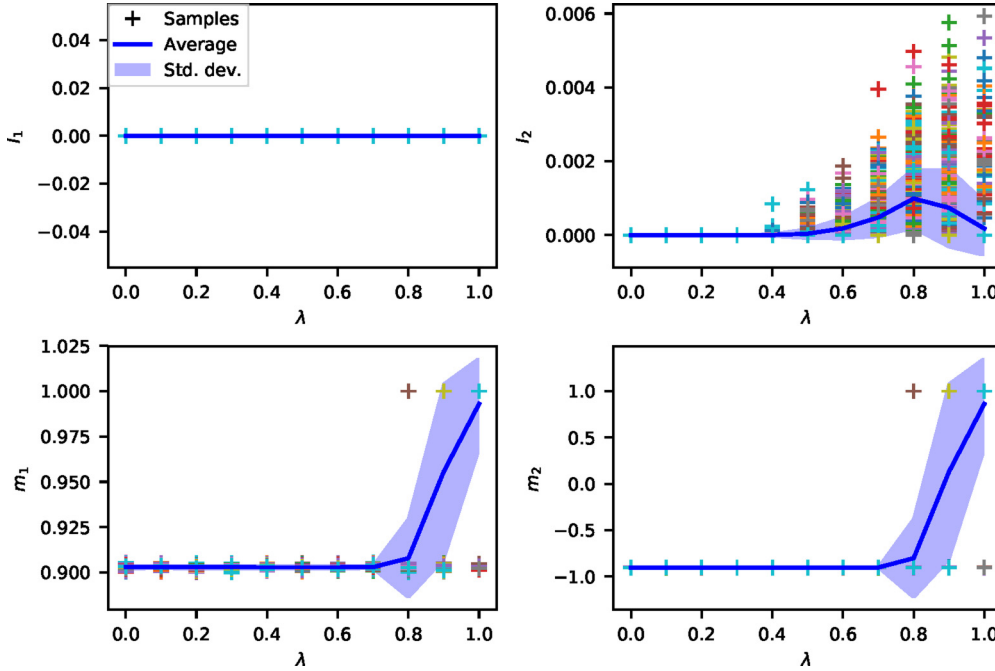 Samples
Average
Std. dev.
0.04
0.02
0.00
−0.02
−0.04
I₁
0.0 0.2 0.4 0.6 0.8 1.0
λ
0.006
0.004
0.002
0.000
I₂
0.0 0.2 0.4 0.6 0.8 1.0
λ
1.025
1.000
0.975
0.950
0.925
0.900
m₁
0.0 0.2 0.4 0.6 0.8 1.0
λ
1.0
0.5
0.0
−0.5
−1.0
m₂
0.0 0.2 0.4 0.6 0.8 1.0
λ